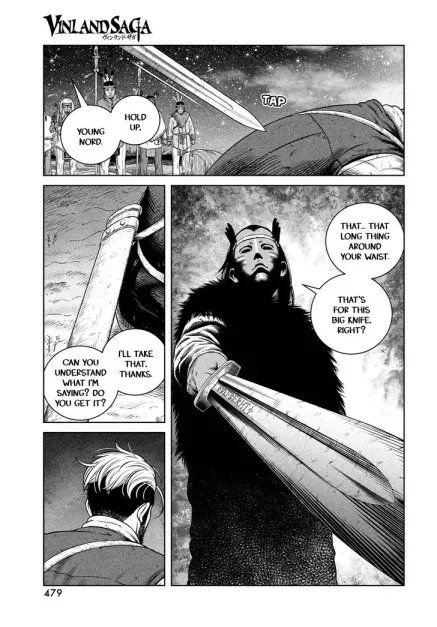 VINLAND SAGA
ヴィンランド・サガ
HOLD
UP,
YOUNG
NORD.
TAP
THAT... THAT
LONG THING
AROUND
YOUR WAIST.
THAT'S
FOR THIS
BIG KNIFE,
RIGHT?
I'LL TAKE
THAT,
THANKS.
CAN YOU
UNDERSTAND
WHAT I'M
SAYING? DO
YOU GET IT?
479